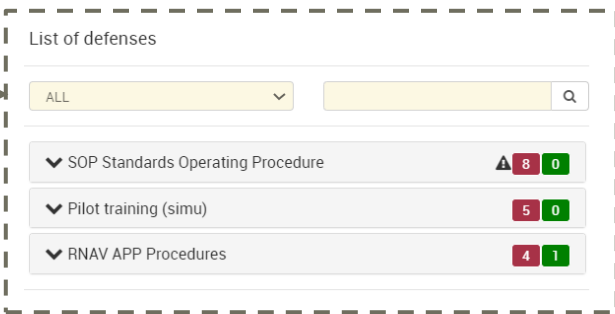 List of defenses
ALL
SOP Standards Operating Procedure 8 0
Pilot training (simu) 5 0
RNAV APP Procedures 4 1